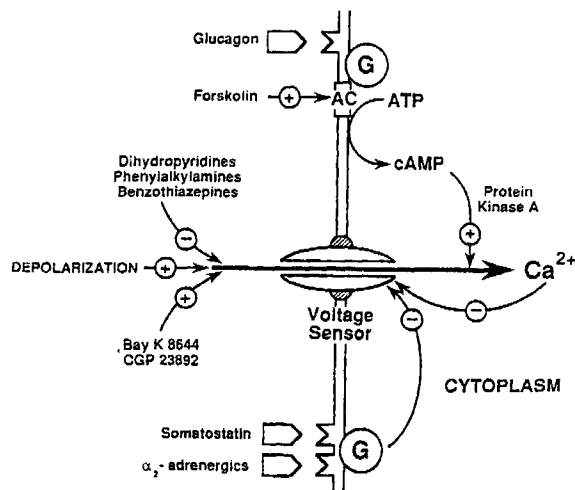 Glucagon
G
Forskolin
+
AC
ATP
cAMP
Dihydropyridines
Phenylalkylamines
Benzothiazepines
Protein
Kinase A
−
+
DEPOLARIZATION
+
Ca2+
+
−
−
Bay K 8644
CGP 23892
Voltage
Sensor
CYTOPLASM
Somatostatin
G
α2- adrenergics